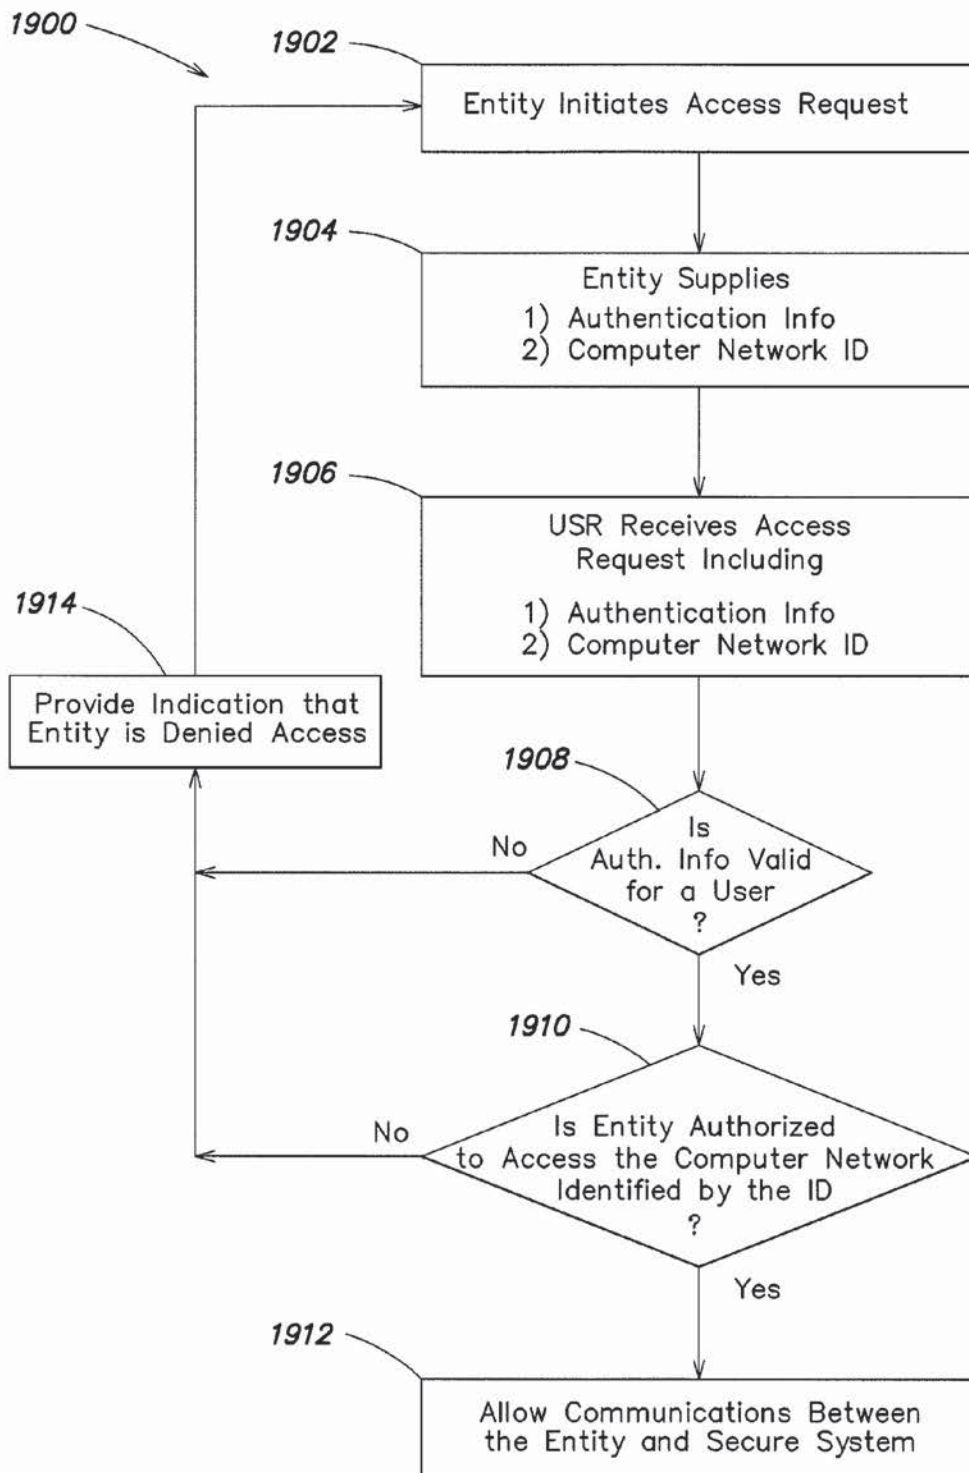 1900
1902
Entity Initiates Access Request
1904
Entity Supplies
1) Authentication Info
2) Computer Network ID
1906
USR Receives Access
Request Including
1) Authentication Info
2) Computer Network ID
1914
Provide Indication that
Entity is Denied Access
1908
Is
Auth. Info Valid
for a User
?
No
Yes
1910
Is Entity Authorized
to Access the Computer Network
Identified by the ID
?
No
Yes
1912
Allow Communications Between
the Entity and Secure System